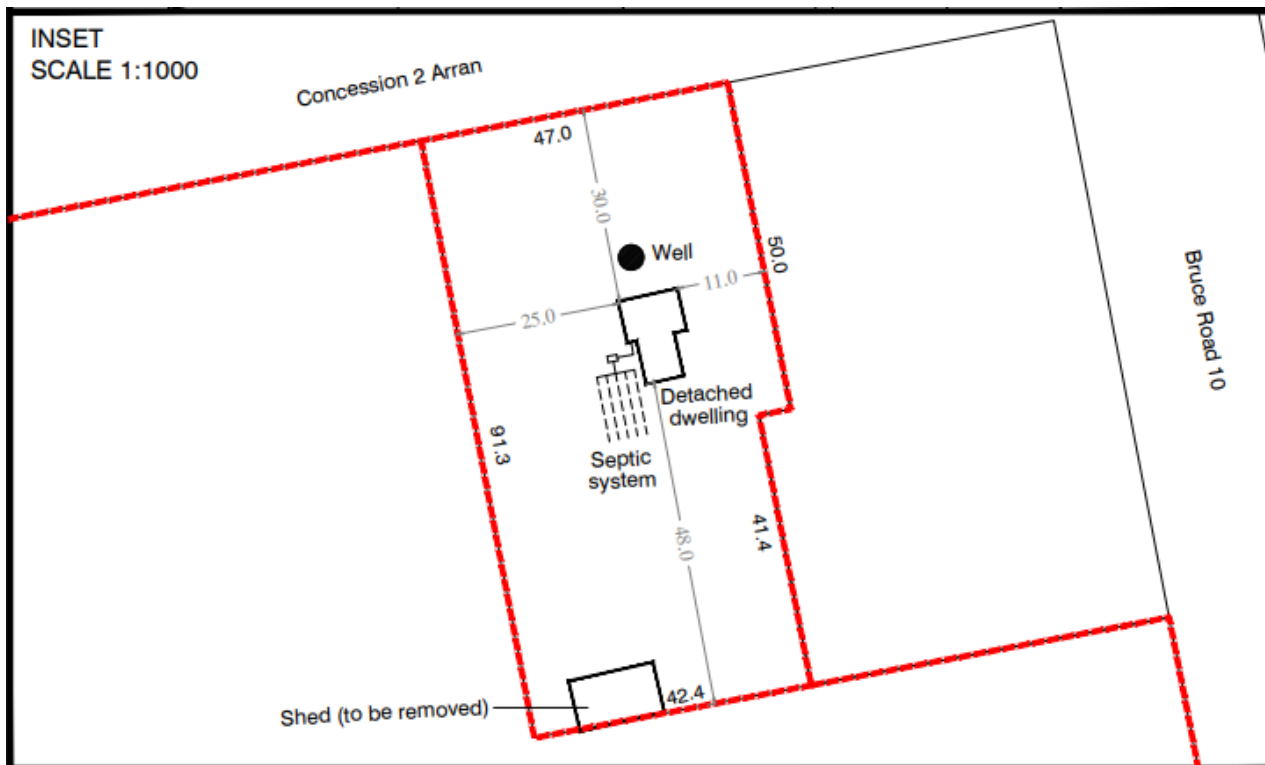 INSET
SCALE 1:1000
Concession 2 Arran
47.0
30.0
Well
50.0
11.0
25.0
Bruce Road 10
Detached
dwelling
91.3
Septic
system
41.4
48.0
42.4
Shed (to be removed)